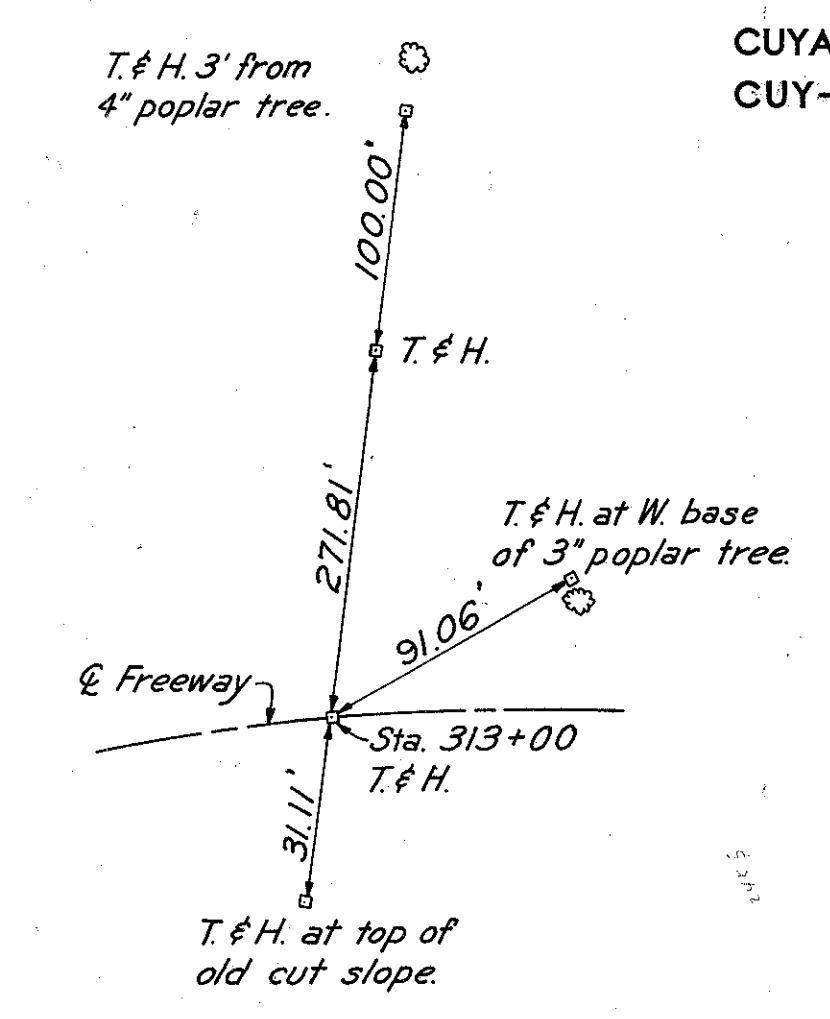 CUYA
CUY-
T. & H. 3' from
4" poplar tree.
100.00'
T. & H.
271.81'
T. & H. at W. base
of 3" poplar tree.
91.06'
℄ Freeway
Sta. 313+00
T. & H.
31.11'
T. & H. at top of
old cut slope.